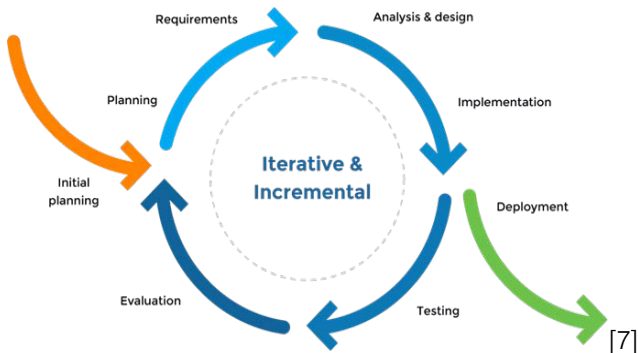 Requirements
Analysis & design
Planning
Implementation
Iterative &
Incremental
Initial
planning
Deployment
Evaluation
Testing
[7]